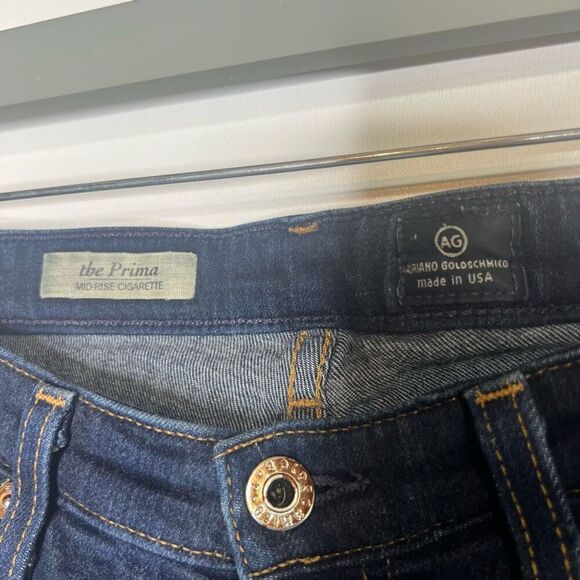 the Prima
MID-RISE CIGARETTE
AG
GOLDSCHMIED
made in USA